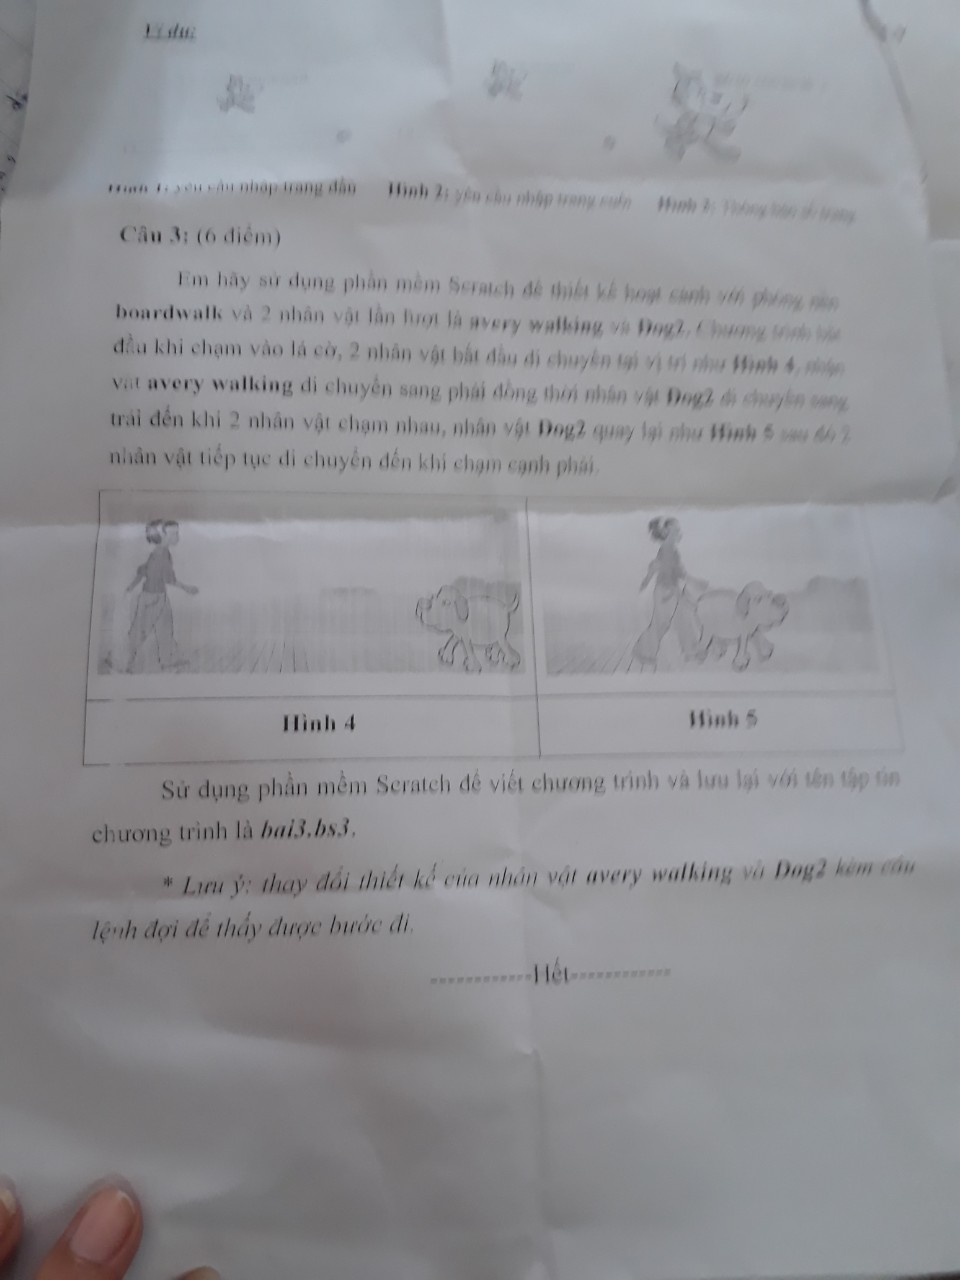 Ví dụ:
yêu cầu nhập trang đầu Hình 2: yêu cầu nhập trang cuối Hình 3:
Câu 3: (6 điểm)
Em hãy sử dụng phần mềm Scratch để thiết kế hoạt cảnh với phông nền
boardwalk và 2 nhân vật lần lượt là avery walking và Dog2. Chương trình bắt
đầu khi chạm vào lá cờ, 2 nhân vật bắt đầu di chuyển tại vị trí như Hình 4, nhân
vật avery walking di chuyển sang phải đồng thời nhân vật Dog2 di chuyển sang
trái đến khi 2 nhân vật chạm nhau, nhân vật Dog2 quay lại như Hình 5 sau đó 2
nhân vật tiếp tục di chuyển đến khi chạm cạnh phải.
Hình 4
Hình 5
Sử dụng phần mềm Scratch để viết chương trình và lưu lại với tên tập tin
chương trình là bai3.bs3.
* Lưu ý: thay đổi thiết kế của nhân vật avery walking và Dog2 kèm câu
lệnh đợi để thấy được bước đi.
------------Hết------------